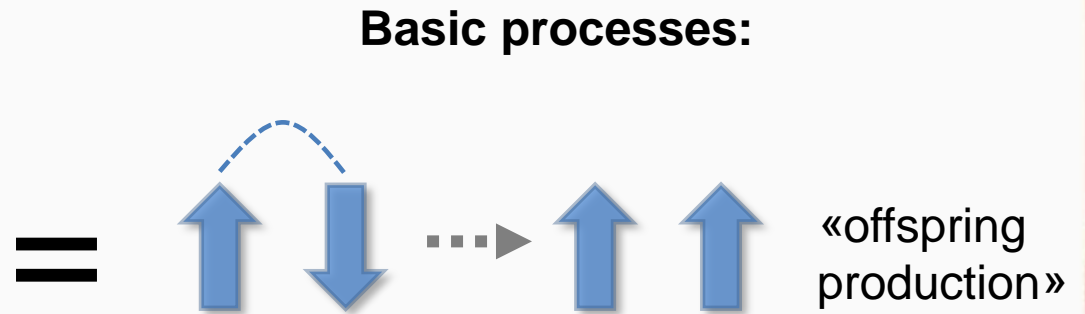 Basic processes:
=
«offspring
production»